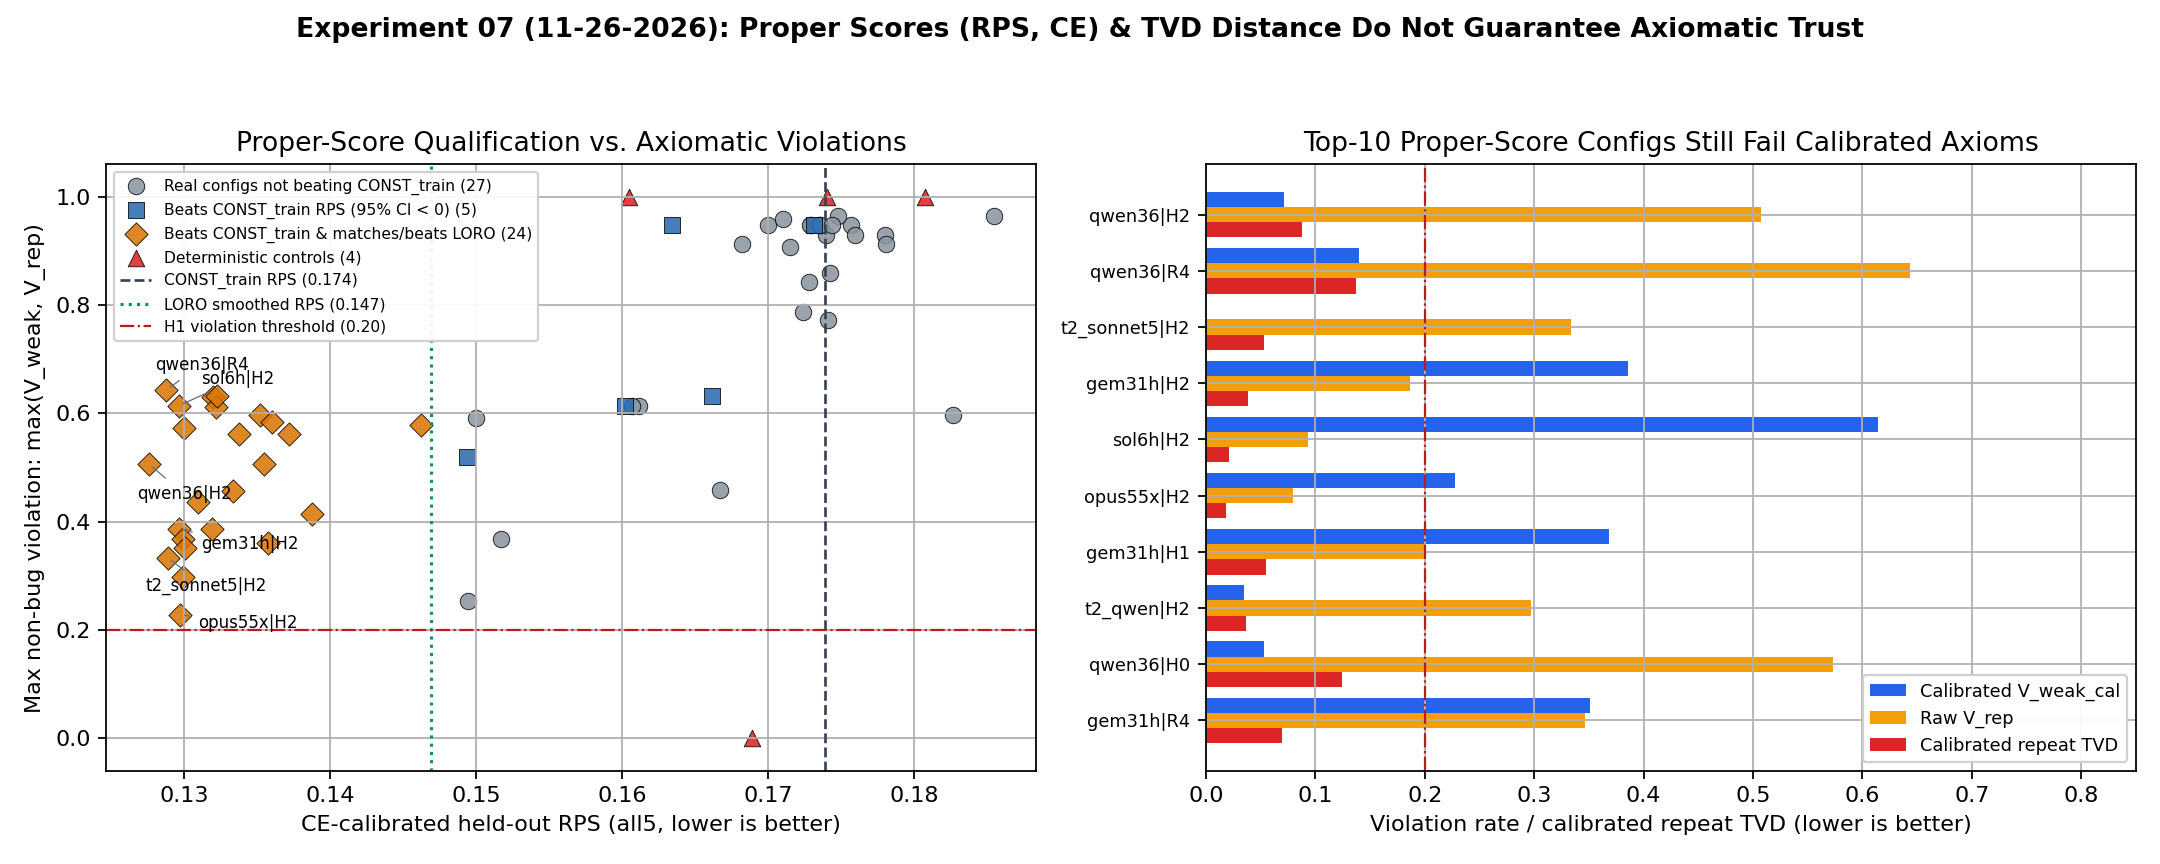 Experiment 07 (11-26-2026): Proper Scores (RPS, CE) & TVD Distance Do Not Guarantee Axiomatic Trust
Proper-Score Qualification vs. Axiomatic Violations
Max non-bug violation: max(V_weak, V_rep)
1.0
0.8
0.6
0.4
0.2
0.0
Real configs not beating CONST_train (27)
Beats CONST_train RPS (95% CI < 0) (5)
Beats CONST_train & matches/beats LORO (24)
Deterministic controls (4)
CONST_train RPS (0.174)
LORO smoothed RPS (0.147)
H1 violation threshold (0.20)
qwen36|R4
sol6h|H2
qwen36|H2
gem31h|H2
t2_sonnet5|H2
opus55x|H2
0.13
0.14
0.15
0.16
0.17
0.18
CE-calibrated held-out RPS (all5, lower is better)
Top-10 Proper-Score Configs Still Fail Calibrated Axioms
qwen36|H2
qwen36|R4
t2_sonnet5|H2
gem31h|H2
sol6h|H2
opus55x|H2
gem31h|H1
t2_qwen|H2
qwen36|H0
gem31h|R4
Calibrated V_weak_cal
Raw V_rep
Calibrated repeat TVD
0.0
0.1
0.2
0.3
0.4
0.5
0.6
0.7
0.8
Violation rate / calibrated repeat TVD (lower is better)